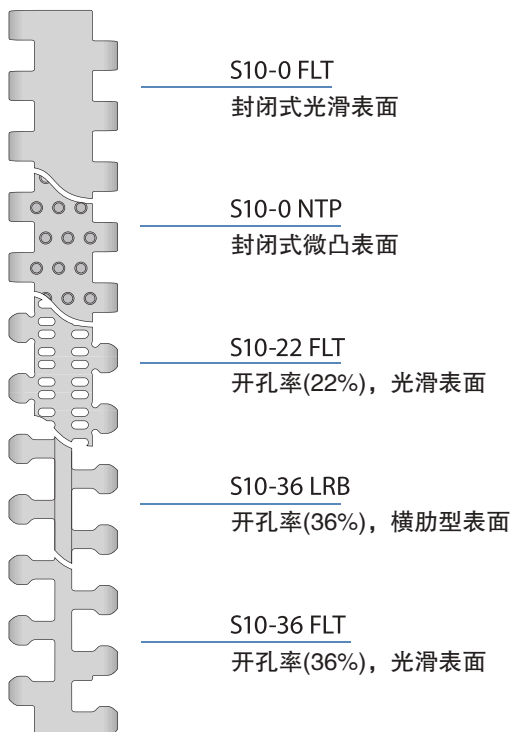 S10-0 FLT
封闭式光滑表面
S10-0 NTP
封闭式微凸表面
S10-22 FLT
开孔率(22%)，光滑表面
S10-36 LRB
开孔率(36%)，横肋型表面
S10-36 FLT
开孔率(36%)，光滑表面